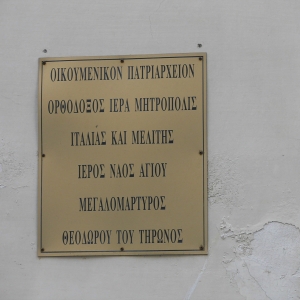 ΟΙΚΟΥΜΕΝΙΚΟΝ ΠΑΤΡΙΑΡΧΕΙΟΝ
ΟΡΘΟΔΟΞΟΣ ΙΕΡΑ ΜΗΤΡΟΠΟΛΙΣ
ΙΤΑΛΙΑΣ ΚΑΙ ΜΕΛΙΤΗΣ
ΙΕΡΟΣ ΝΑΟΣ ΑΓΙΟΥ
ΜΕΓΑΛΟΜΑΡΤΥΡΟΣ
ΘΕΟΔΩΡΟΥ ΤΟΥ ΤΗΡΩΝΟΣ